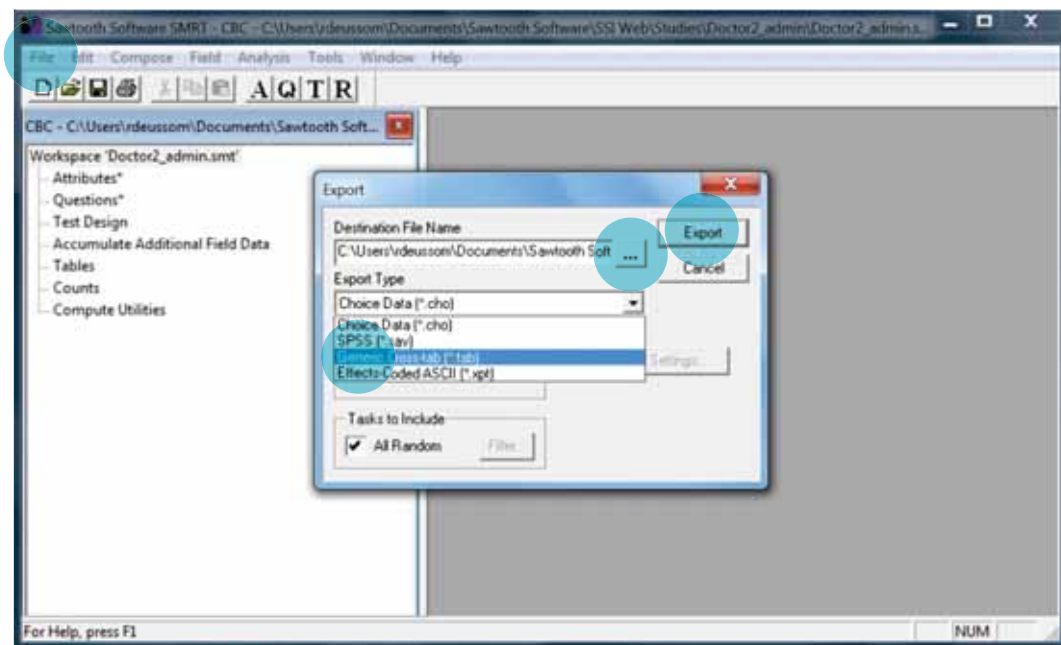 Sawtooth Software SMRT - CBC - C:\Users\rdeussom\Documents\Sawtooth Software\SSI Web\Studies\Doctor2_admin\Doctor2_admin.s...
File Edit Compose Field Analysis Tools Window Help
A Q T R
CBC - C:\Users\rdeussom\Documents\Sawtooth Soft...
Workspace 'Doctor2_admin.smt'
Attributes*
Questions*
Test Design
Accumulate Additional Field Data
Tables
Counts
Compute Utilities
Export
Destination File Name
C:\Users\rdeussom\Documents\Sawtooth Soft
...
Export
Cancel
Export Type
Choice Data (*.cho)
Choice Data (*.cho)
SPSS (*.sav)
Generic Cross-tab (*.tab)
Effects Coded ASCII (*.xpt)
Settings...
Tasks to Include
All Random
Filter...
For Help, press F1
NUM